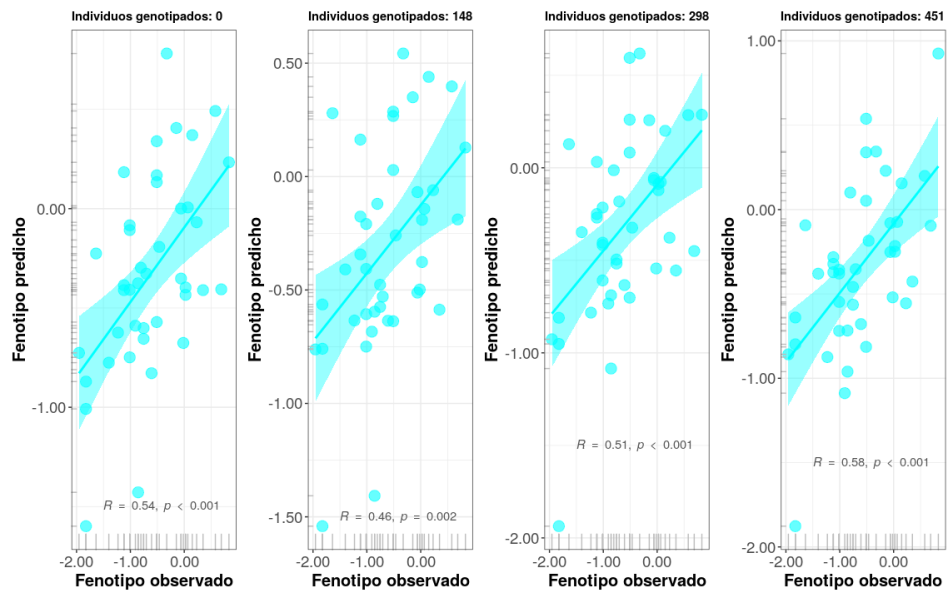 Individuos genotipados: 0
Individuos genotipados: 148
Individuos genotipados: 298
Individuos genotipados: 451
Fenotipo predicho
0.00
-1.00
R = 0.54, p < 0.001
-2.00
-1.00
0.00
Fenotipo observado
Fenotipo predicho
0.50
0.00
-0.50
-1.00
-1.50
R = 0.46, p = 0.002
-2.00
-1.00
0.00
Fenotipo observado
Fenotipo predicho
0.00
-1.00
-2.00
R = 0.51, p < 0.001
-2.00
-1.00
0.00
Fenotipo observado
Fenotipo predicho
1.00
0.00
-1.00
-2.00
R = 0.58, p < 0.001
-2.00
-1.00
0.00
Fenotipo observado